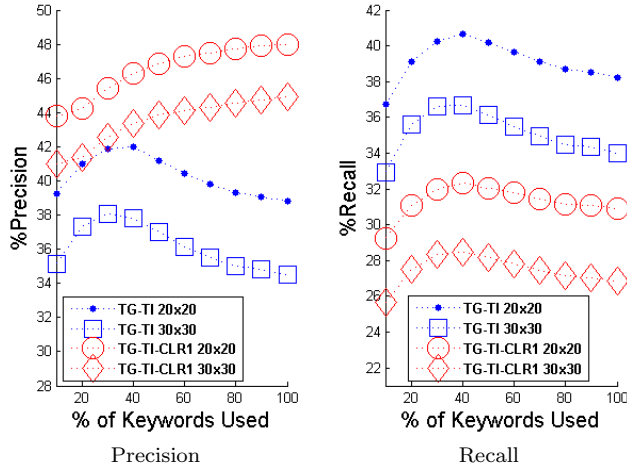 50
48
46
44
42
40
38
36
34
32
30
28
%Precision
TG-TI 20x20
TG-TI 30x30
TG-TI-CLR1 20x20
TG-TI-CLR1 30x30
20 40 60 80 100
% of Keywords Used
Precision
42
40
38
36
34
32
30
28
26
24
22
%Recall
TG-TI 20x20
TG-TI 30x30
TG-TI-CLR1 20x20
TG-TI-CLR1 30x30
20 40 60 80 100
% of Keywords Used
Recall